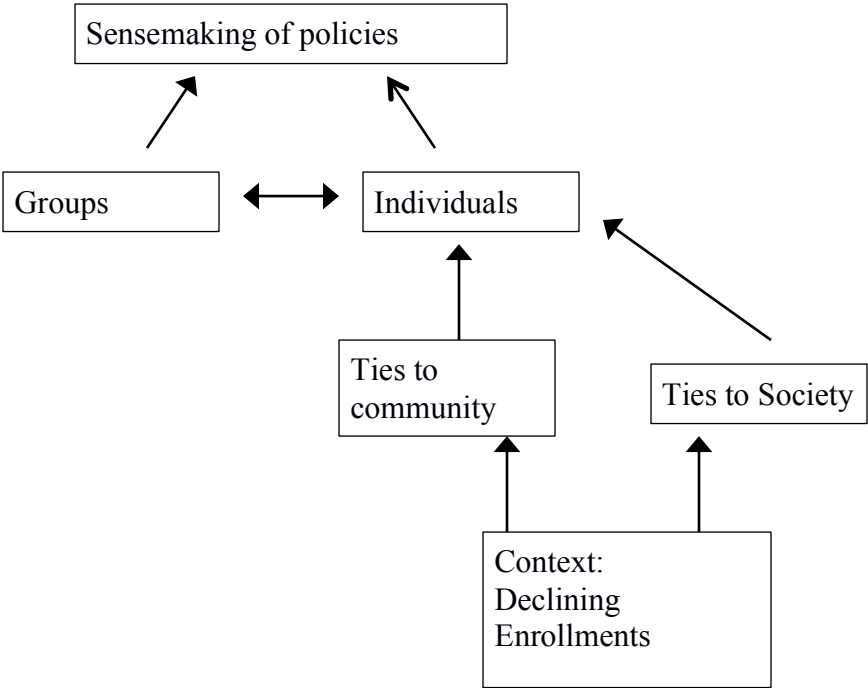 Sensemaking of policies
Groups
Individuals
Ties to
community
Ties to Society
Context:
Declining
Enrollments